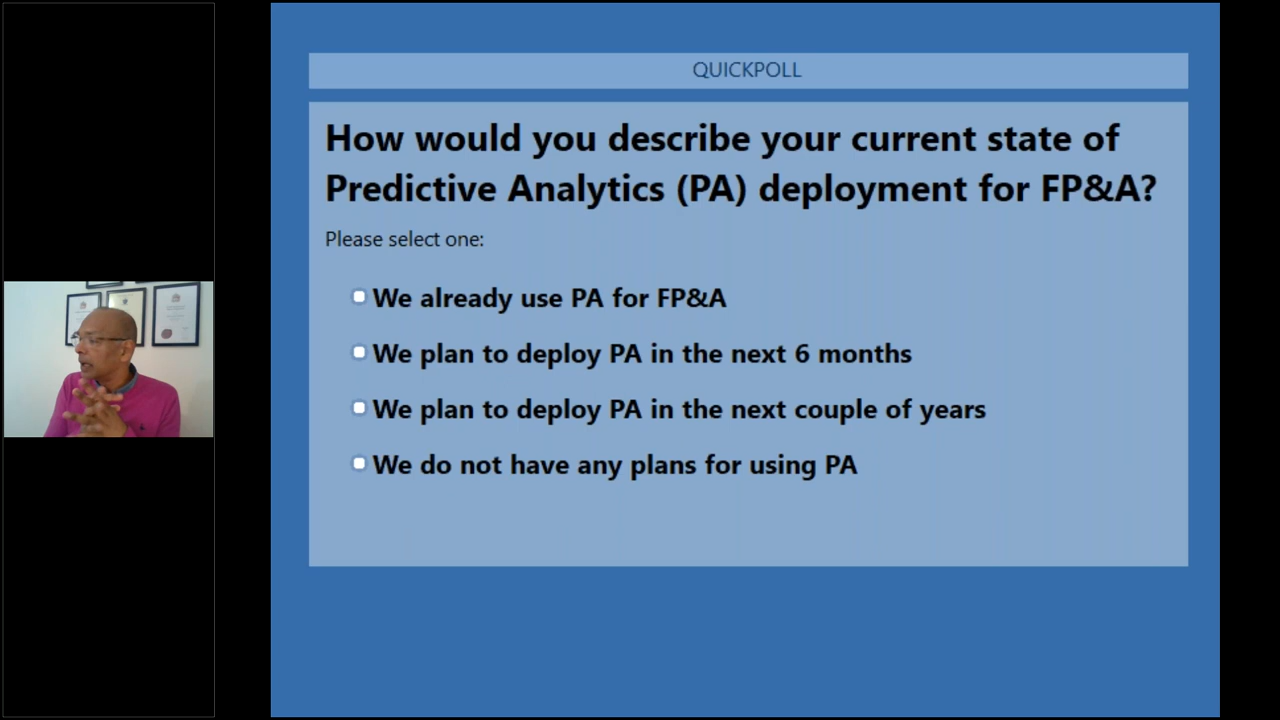 QUICKPOLL
How would you describe your current state of
Predictive Analytics (PA) deployment for FP&A?
Please select one:
We already use PA for FP&A
We plan to deploy PA in the next 6 months
We plan to deploy PA in the next couple of years
We do not have any plans for using PA